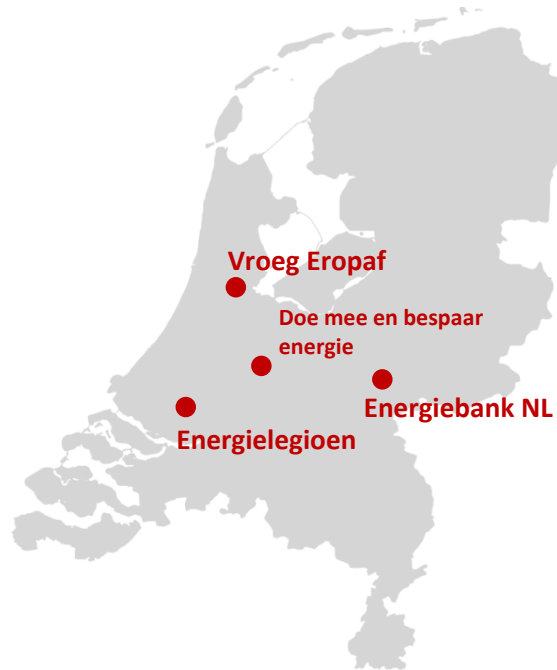 Vroeg Eropaf
Doe mee en bespaar
energie
Energiebank NL
Energielegioen